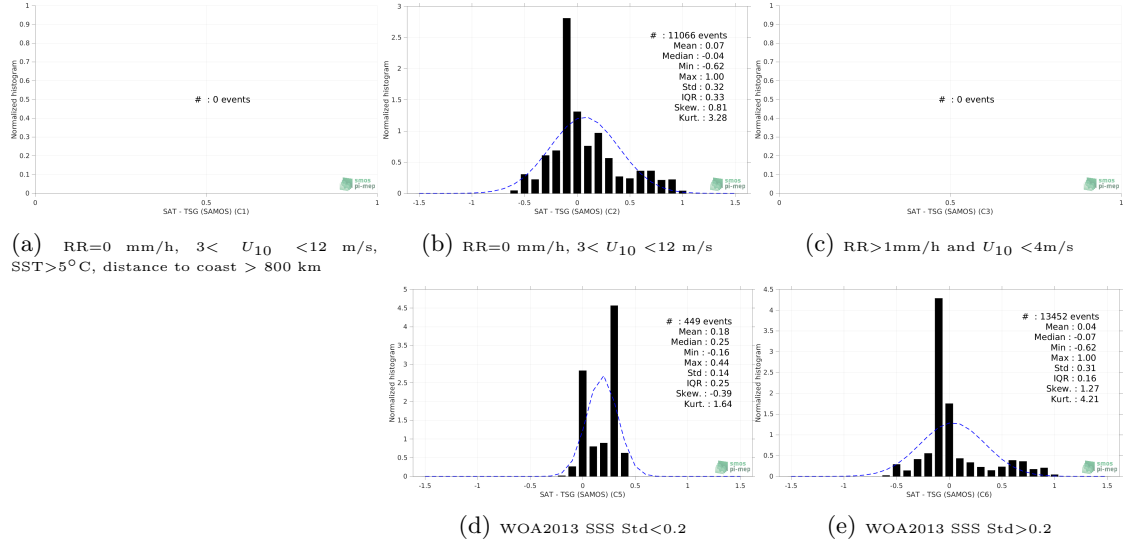 Normalized histogram
1
0.9
0.8
0.7
0.6
0.5
0.4
0.3
0.2
0.1
0
# : 0 events
0 0.5 1
SAT - TSG (SAMOS) (C1)
smos
pi-mep
(a) RR=0 mm/h, 3< U10 <12 m/s,
SST>5°C, distance to coast > 800 km
Normalized histogram
3
2.5
2
1.5
1
0.5
0
# : 11066 events
Mean : 0.07
Median : -0.04
Min : -0.62
Max : 1.00
Std : 0.32
IQR : 0.33
Skew. : 0.81
Kurt. : 3.28
-1.5 -1 -0.5 0 0.5 1 1.5
SAT - TSG (SAMOS) (C2)
smos
pi-mep
(b) RR=0 mm/h, 3< U10 <12 m/s
Normalized histogram
1
0.9
0.8
0.7
0.6
0.5
0.4
0.3
0.2
0.1
0
# : 0 events
0 0.5 1
SAT - TSG (SAMOS) (C3)
smos
pi-mep
(c) RR>1mm/h and U10 <4m/s
Normalized histogram
5
4.5
4
3.5
3
2.5
2
1.5
1
0.5
0
# : 449 events
Mean : 0.18
Median : 0.25
Min : -0.16
Max : 0.44
Std : 0.14
IQR : 0.25
Skew. : -0.39
Kurt. : 1.64
-1.5 -1 -0.5 0 0.5 1 1.5
SAT - TSG (SAMOS) (C5)
smos
pi-mep
(d) WOA2013 SSS Std<0.2
Normalized histogram
4.5
4
3.5
3
2.5
2
1.5
1
0.5
0
# : 13452 events
Mean : 0.04
Median : -0.07
Min : -0.62
Max : 1.00
Std : 0.31
IQR : 0.16
Skew. : 1.27
Kurt. : 4.21
-1.5 -1 -0.5 0 0.5 1 1.5
SAT - TSG (SAMOS) (C6)
smos
pi-mep
(e) WOA2013 SSS Std>0.2